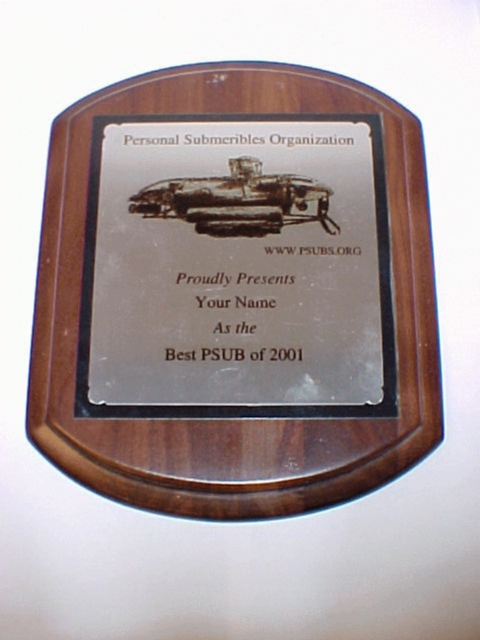 Personal Submeribles Organization
WWW.PSUBS.ORG
Proudly Presents
Your Name
As the
Best PSUB of 2001